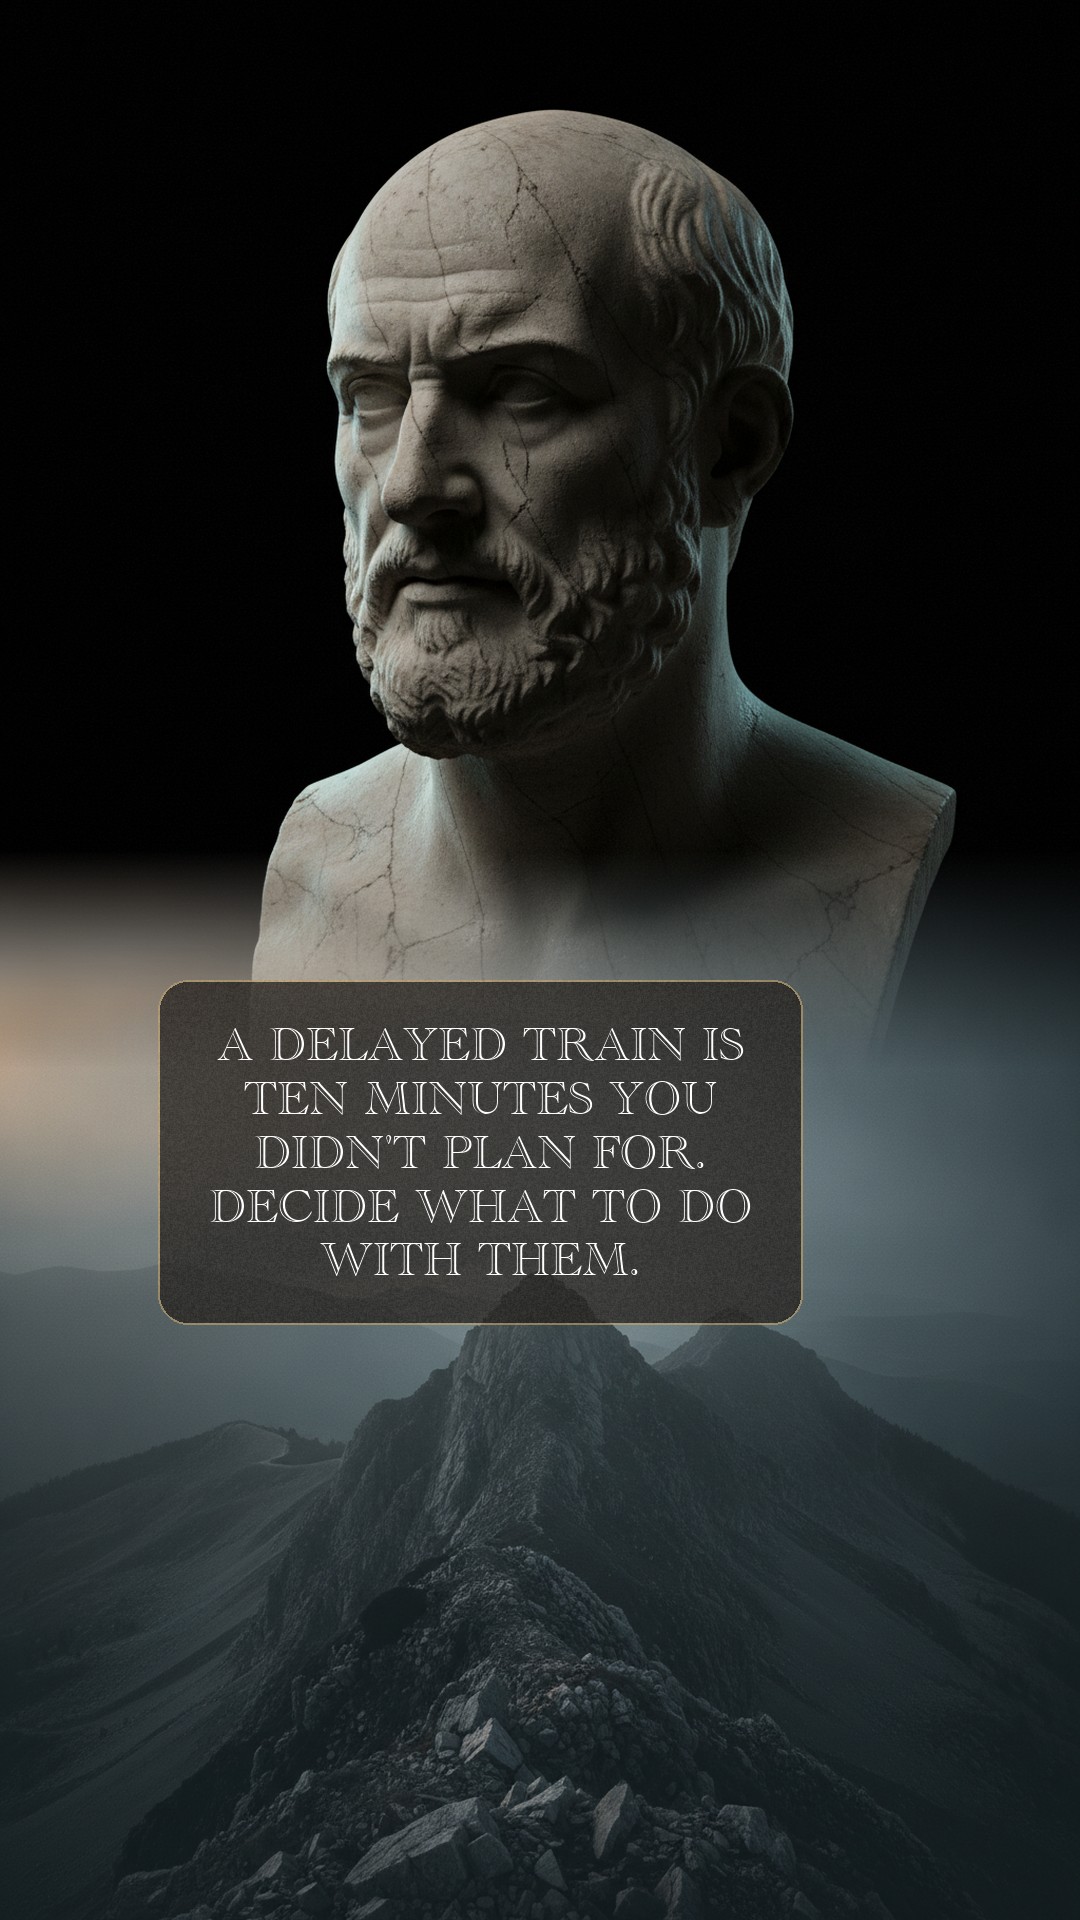 A DELAYED TRAIN IS
TEN MINUTES YOU
DIDN'T PLAN FOR.
DECIDE WHAT TO DO
WITH THEM.